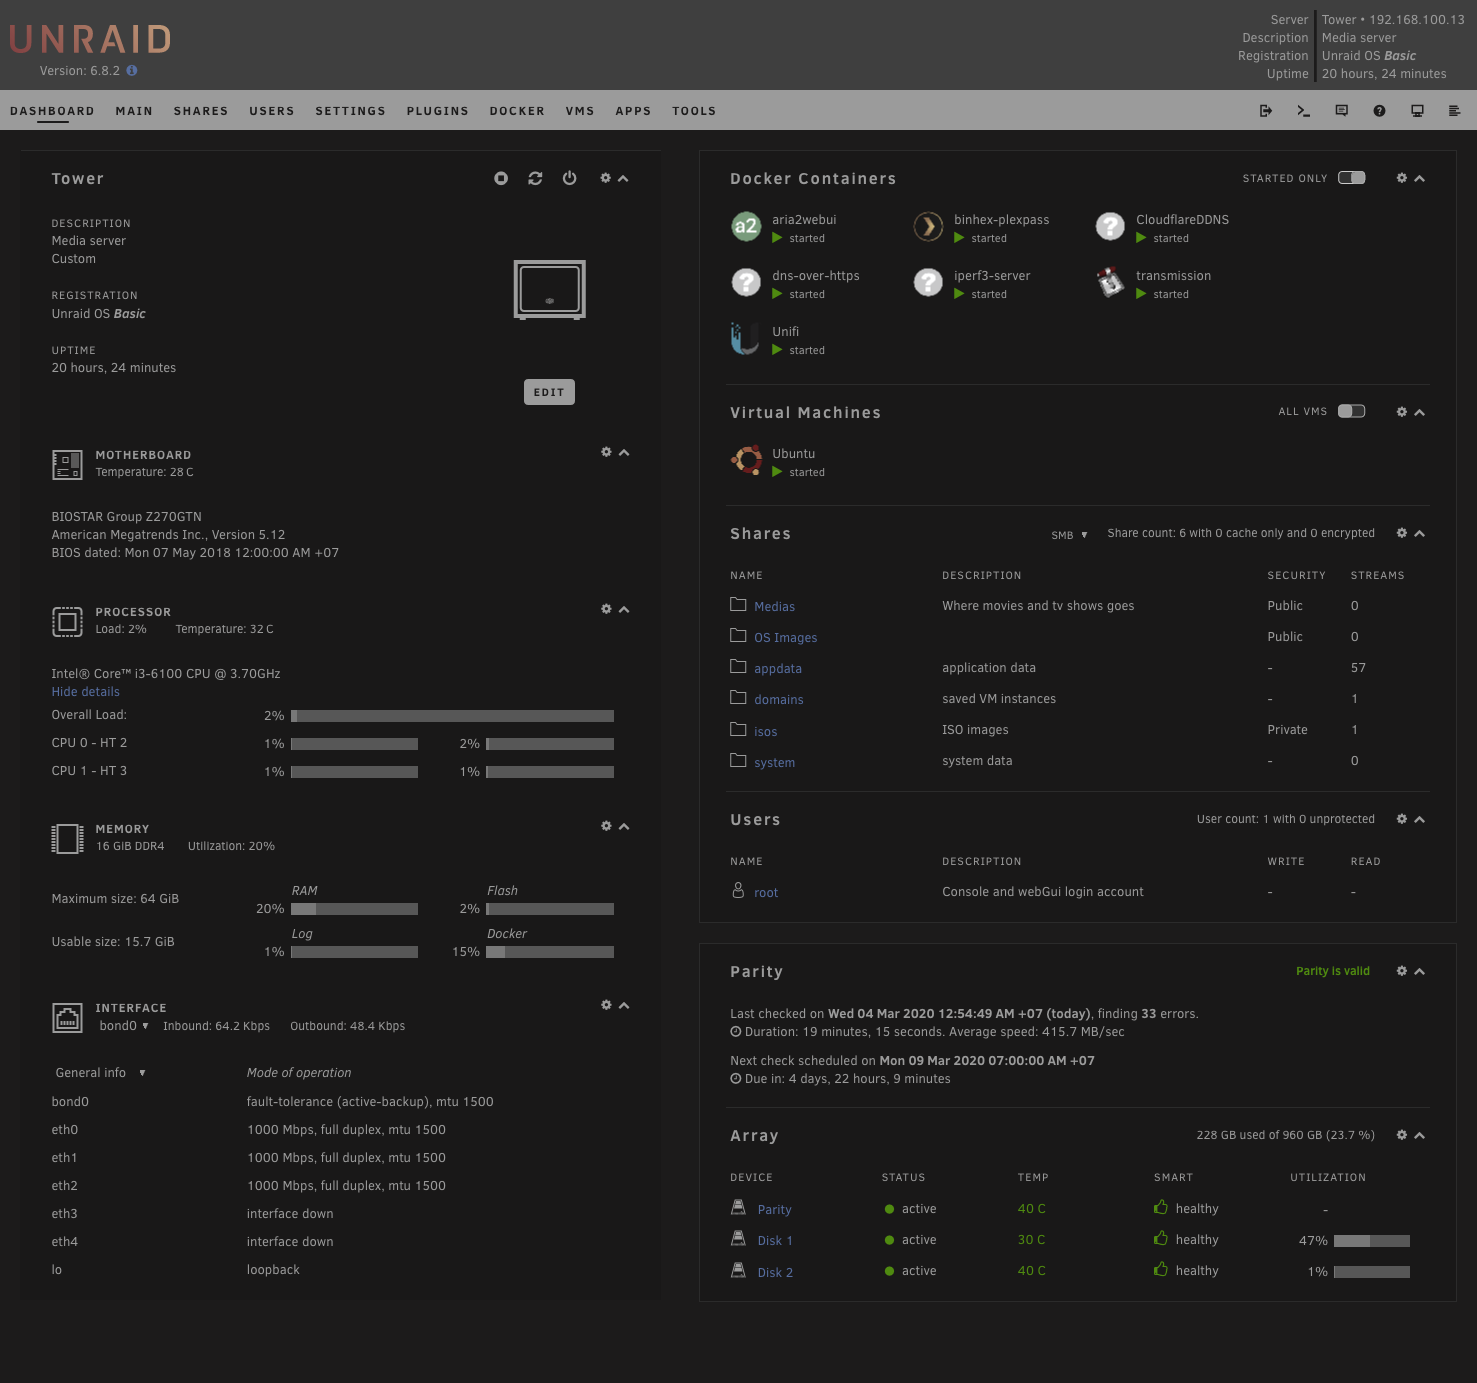 UNRAID
Version: 6.8.2
Server Tower • 192.168.100.13
Description Media server
Registration Unraid OS Basic
Uptime 20 hours, 24 minutes
DASHBOARD MAIN SHARES USERS SETTINGS PLUGINS DOCKER VMS APPS TOOLS
Tower
DESCRIPTION
Media server
Custom
REGISTRATION
Unraid OS Basic
UPTIME
20 hours, 24 minutes
EDIT
MOTHERBOARD
Temperature: 28 C
BIOSTAR Group Z270GTN
American Megatrends Inc., Version 5.12
BIOS dated: Mon 07 May 2018 12:00:00 AM +07
PROCESSOR
Load: 2% Temperature: 32 C
Intel® Core™ i3-6100 CPU @ 3.70GHz
Hide details
Overall Load: 2%
CPU 0 - HT 2 1% 2%
CPU 1 - HT 3 1% 1%
MEMORY
16 GiB DDR4 Utilization: 20%
RAM Flash
Maximum size: 64 GiB 20% 2%
Log Docker
Usable size: 15.7 GiB 1% 15%
INTERFACE
bond0 ▼ Inbound: 64.2 Kbps Outbound: 48.4 Kbps
General info ▼ Mode of operation
bond0 fault-tolerance (active-backup), mtu 1500
eth0 1000 Mbps, full duplex, mtu 1500
eth1 1000 Mbps, full duplex, mtu 1500
eth2 1000 Mbps, full duplex, mtu 1500
eth3 interface down
eth4 interface down
lo loopback
Docker Containers STARTED ONLY
a2 aria2webui binhex-plexpass ? CloudflareDDNS
started started started
? dns-over-https ? iperf3-server transmission
started started started
Unifi
started
Virtual Machines ALL VMS
Ubuntu
started
Shares SMB ▼ Share count: 6 with 0 cache only and 0 encrypted
NAME DESCRIPTION SECURITY STREAMS
Medias Where movies and tv shows goes Public 0
OS Images Public 0
appdata application data - 57
domains saved VM instances - 1
isos ISO images Private 1
system system data - 0
Users User count: 1 with 0 unprotected
NAME DESCRIPTION WRITE READ
root Console and webGui login account - -
Parity Parity is valid
Last checked on Wed 04 Mar 2020 12:54:49 AM +07 (today), finding 33 errors.
Duration: 19 minutes, 15 seconds. Average speed: 415.7 MB/sec
Next check scheduled on Mon 09 Mar 2020 07:00:00 AM +07
Due in: 4 days, 22 hours, 9 minutes
Array 228 GB used of 960 GB (23.7 %)
DEVICE STATUS TEMP SMART UTILIZATION
Parity active 40 C healthy -
Disk 1 active 30 C healthy 47%
Disk 2 active 40 C healthy 1%